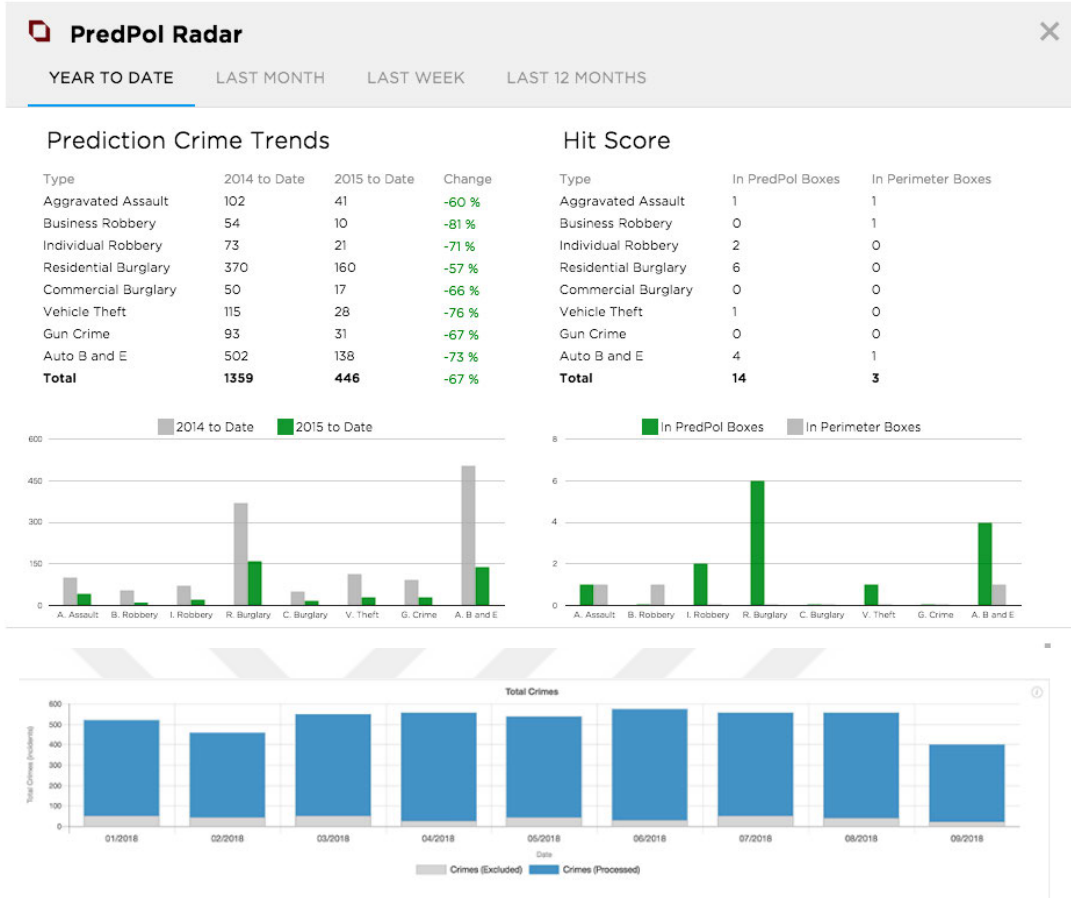 PredPol Radar
YEAR TO DATE LAST MONTH LAST WEEK LAST 12 MONTHS
Prediction Crime Trends
Type 2014 to Date 2015 to Date Change
Aggravated Assault 102 41 -60 %
Business Robbery 54 10 -81 %
Individual Robbery 73 21 -71 %
Residential Burglary 370 160 -57 %
Commercial Burglary 50 17 -66 %
Vehicle Theft 115 28 -76 %
Gun Crime 93 31 -67 %
Auto B and E 502 138 -73 %
Total 1359 446 -67 %
2014 to Date 2015 to Date
600
450
300
150
0
A. Assault B. Robbery I. Robbery R. Burglary C. Burglary V. Theft G. Crime A. B and E
Hit Score
Type In PredPol Boxes In Perimeter Boxes
Aggravated Assault 1 1
Business Robbery 0 1
Individual Robbery 2 0
Residential Burglary 6 0
Commercial Burglary 0 0
Vehicle Theft 1 0
Gun Crime 0 0
Auto B and E 4 1
Total 14 3
In PredPol Boxes In Perimeter Boxes
8
6
4
2
0
A. Assault B. Robbery I. Robbery R. Burglary C. Burglary V. Theft G. Crime A. B and E
Total Crimes
Total Crimes (Incidents)
600
500
400
300
200
100
0
01/2018 02/2018 03/2018 04/2018 05/2018 06/2018 07/2018 08/2018 09/2018
Date
Crimes (Excluded) Crimes (Processed)